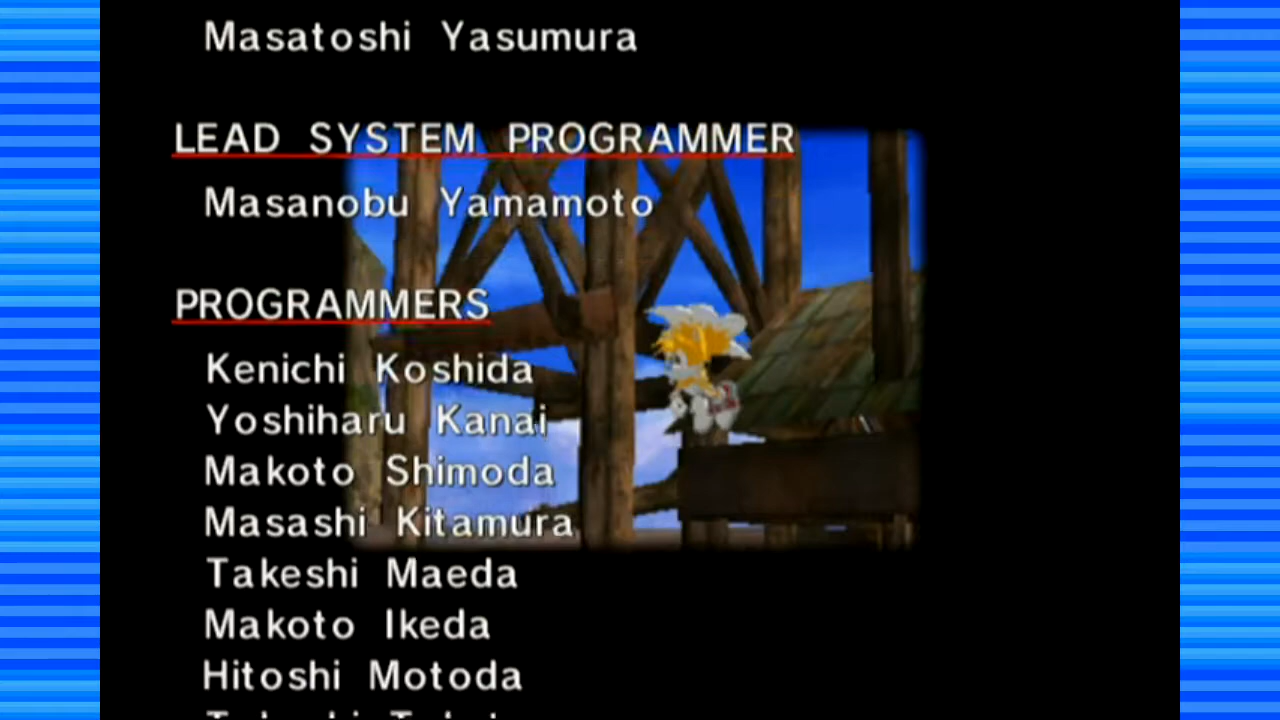 Masatoshi Yasumura
LEAD SYSTEM PROGRAMMER
Masanobu Yamamoto
PROGRAMMERS
Kenichi Koshida
Yoshiharu Kanai
Makoto Shimoda
Masashi Kitamura
Takeshi Maeda
Makoto Ikeda
Hitoshi Motoda